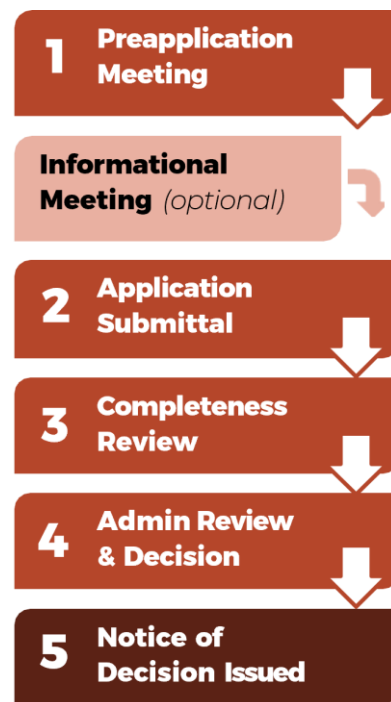 1 Preapplication
Meeting
Informational
Meeting (optional)
2 Application
Submittal
3 Completeness
Review
4 Admin Review
& Decision
5 Notice of
Decision Issued